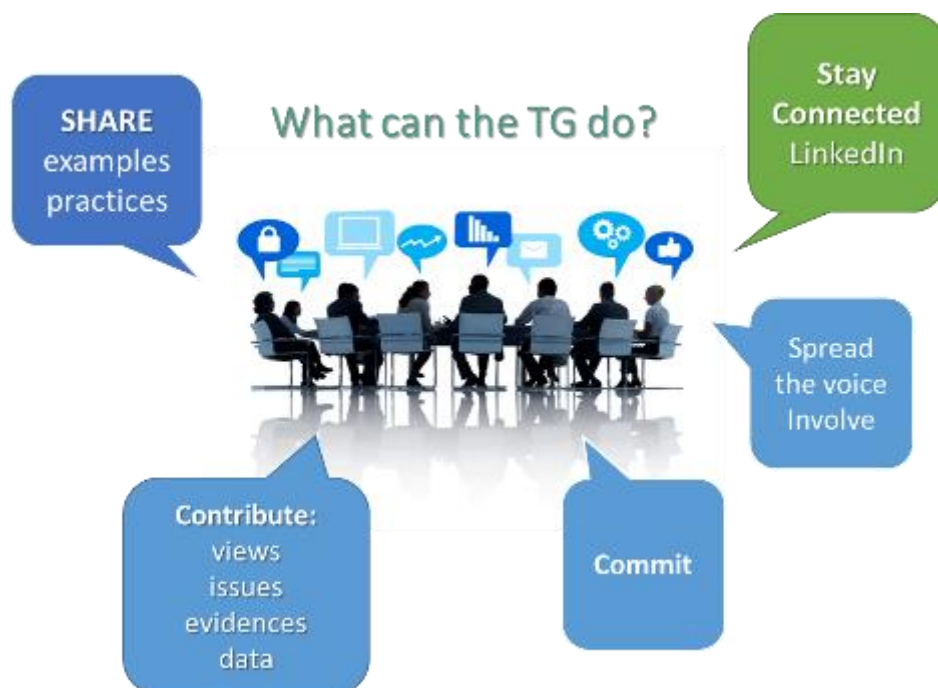 What can the TG do?
SHARE
examples
practices
Stay
Connected
LinkedIn
Spread
the voice
Involve
Contribute:
views
issues
evidences
data
Commit